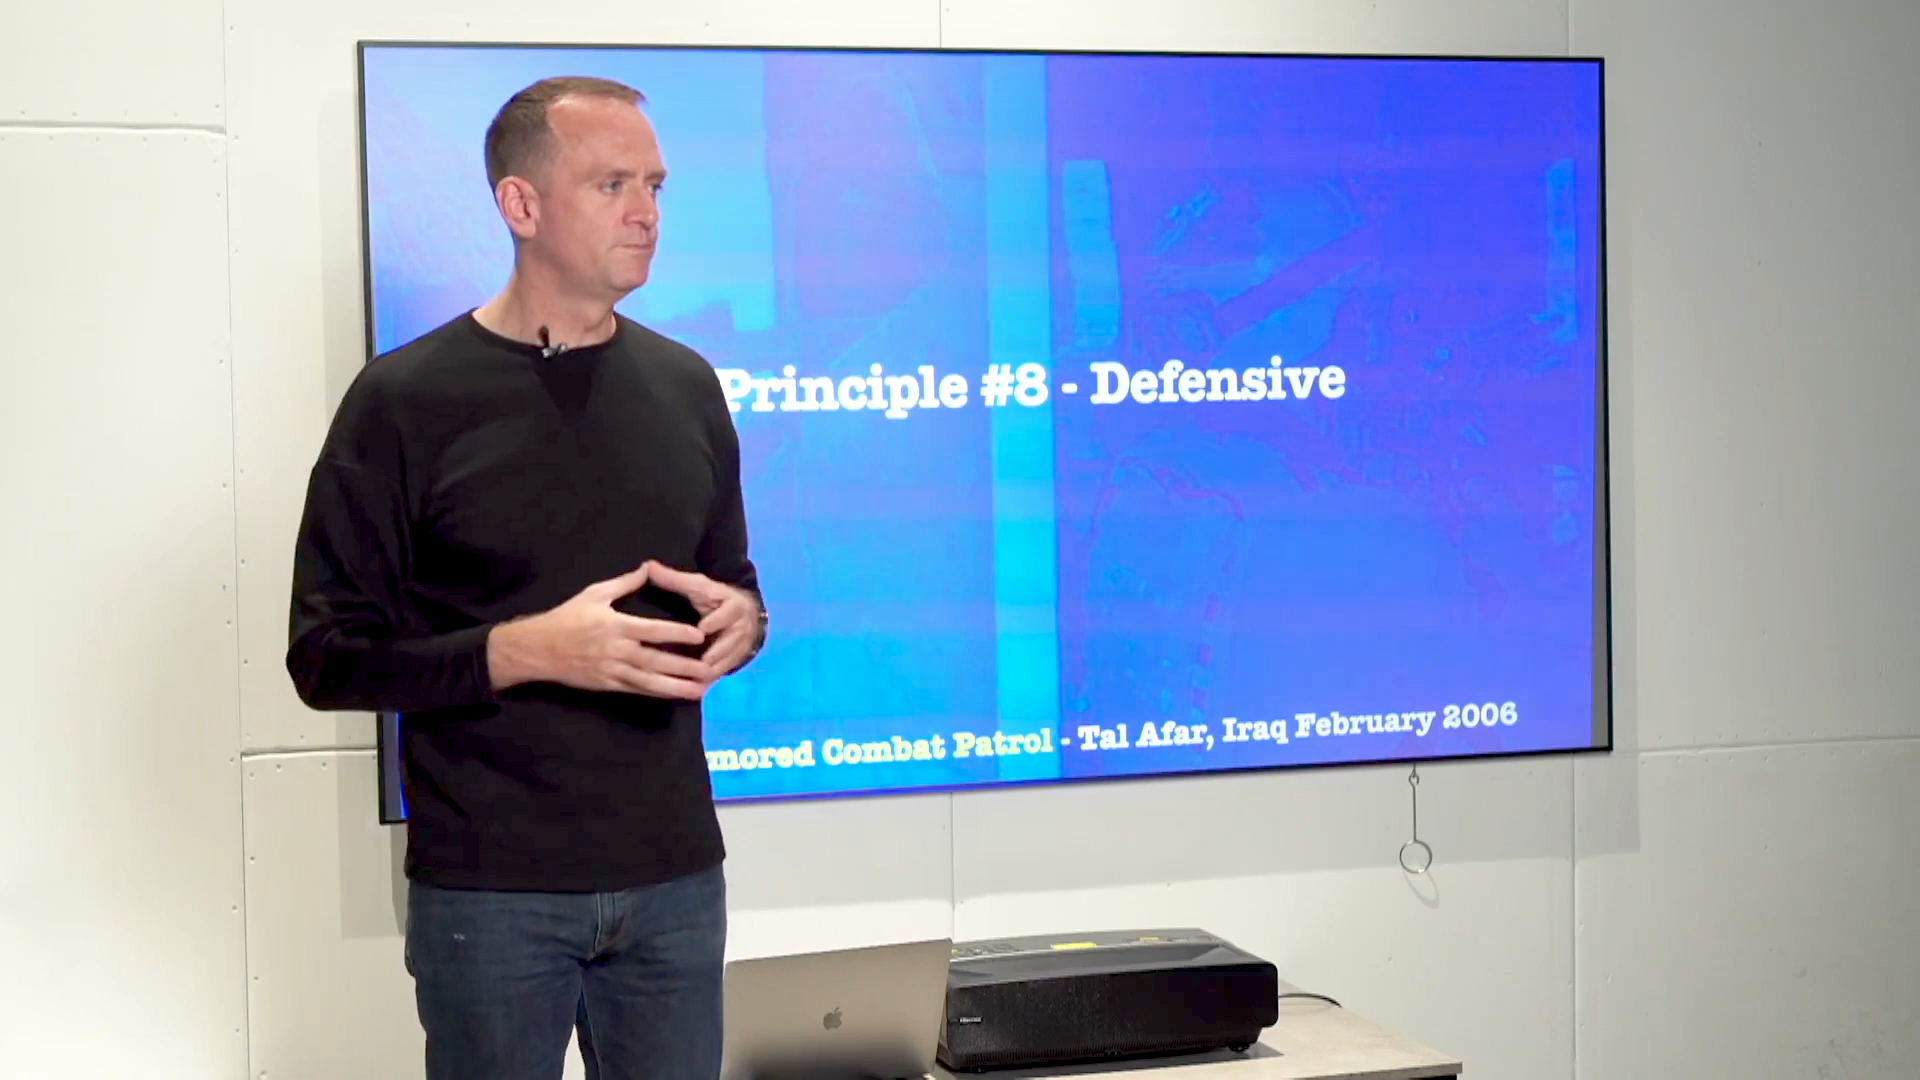 Principle #8 - Defensive
mored Combat Patrol - Tal Afar, Iraq February 2006